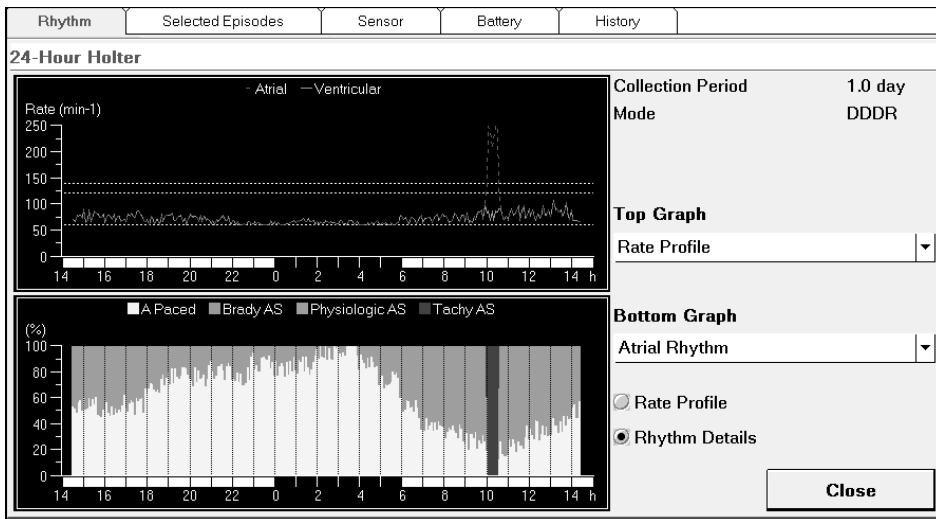 Rhythm Selected Episodes Sensor Battery History
24-Hour Holter
- Atrial —Ventricular
Rate (min-1)
250
200
150
100
50
0
14 16 18 20 22 0 2 4 6 8 10 12 14 h
A Paced Brady AS Physiologic AS Tachy AS
(%)
100
80
60
40
20
0
14 16 18 20 22 0 2 4 6 8 10 12 14 h
Collection Period 1.0 day
Mode DDDR
Top Graph
Rate Profile
Bottom Graph
Atrial Rhythm
Rate Profile
Rhythm Details
Close